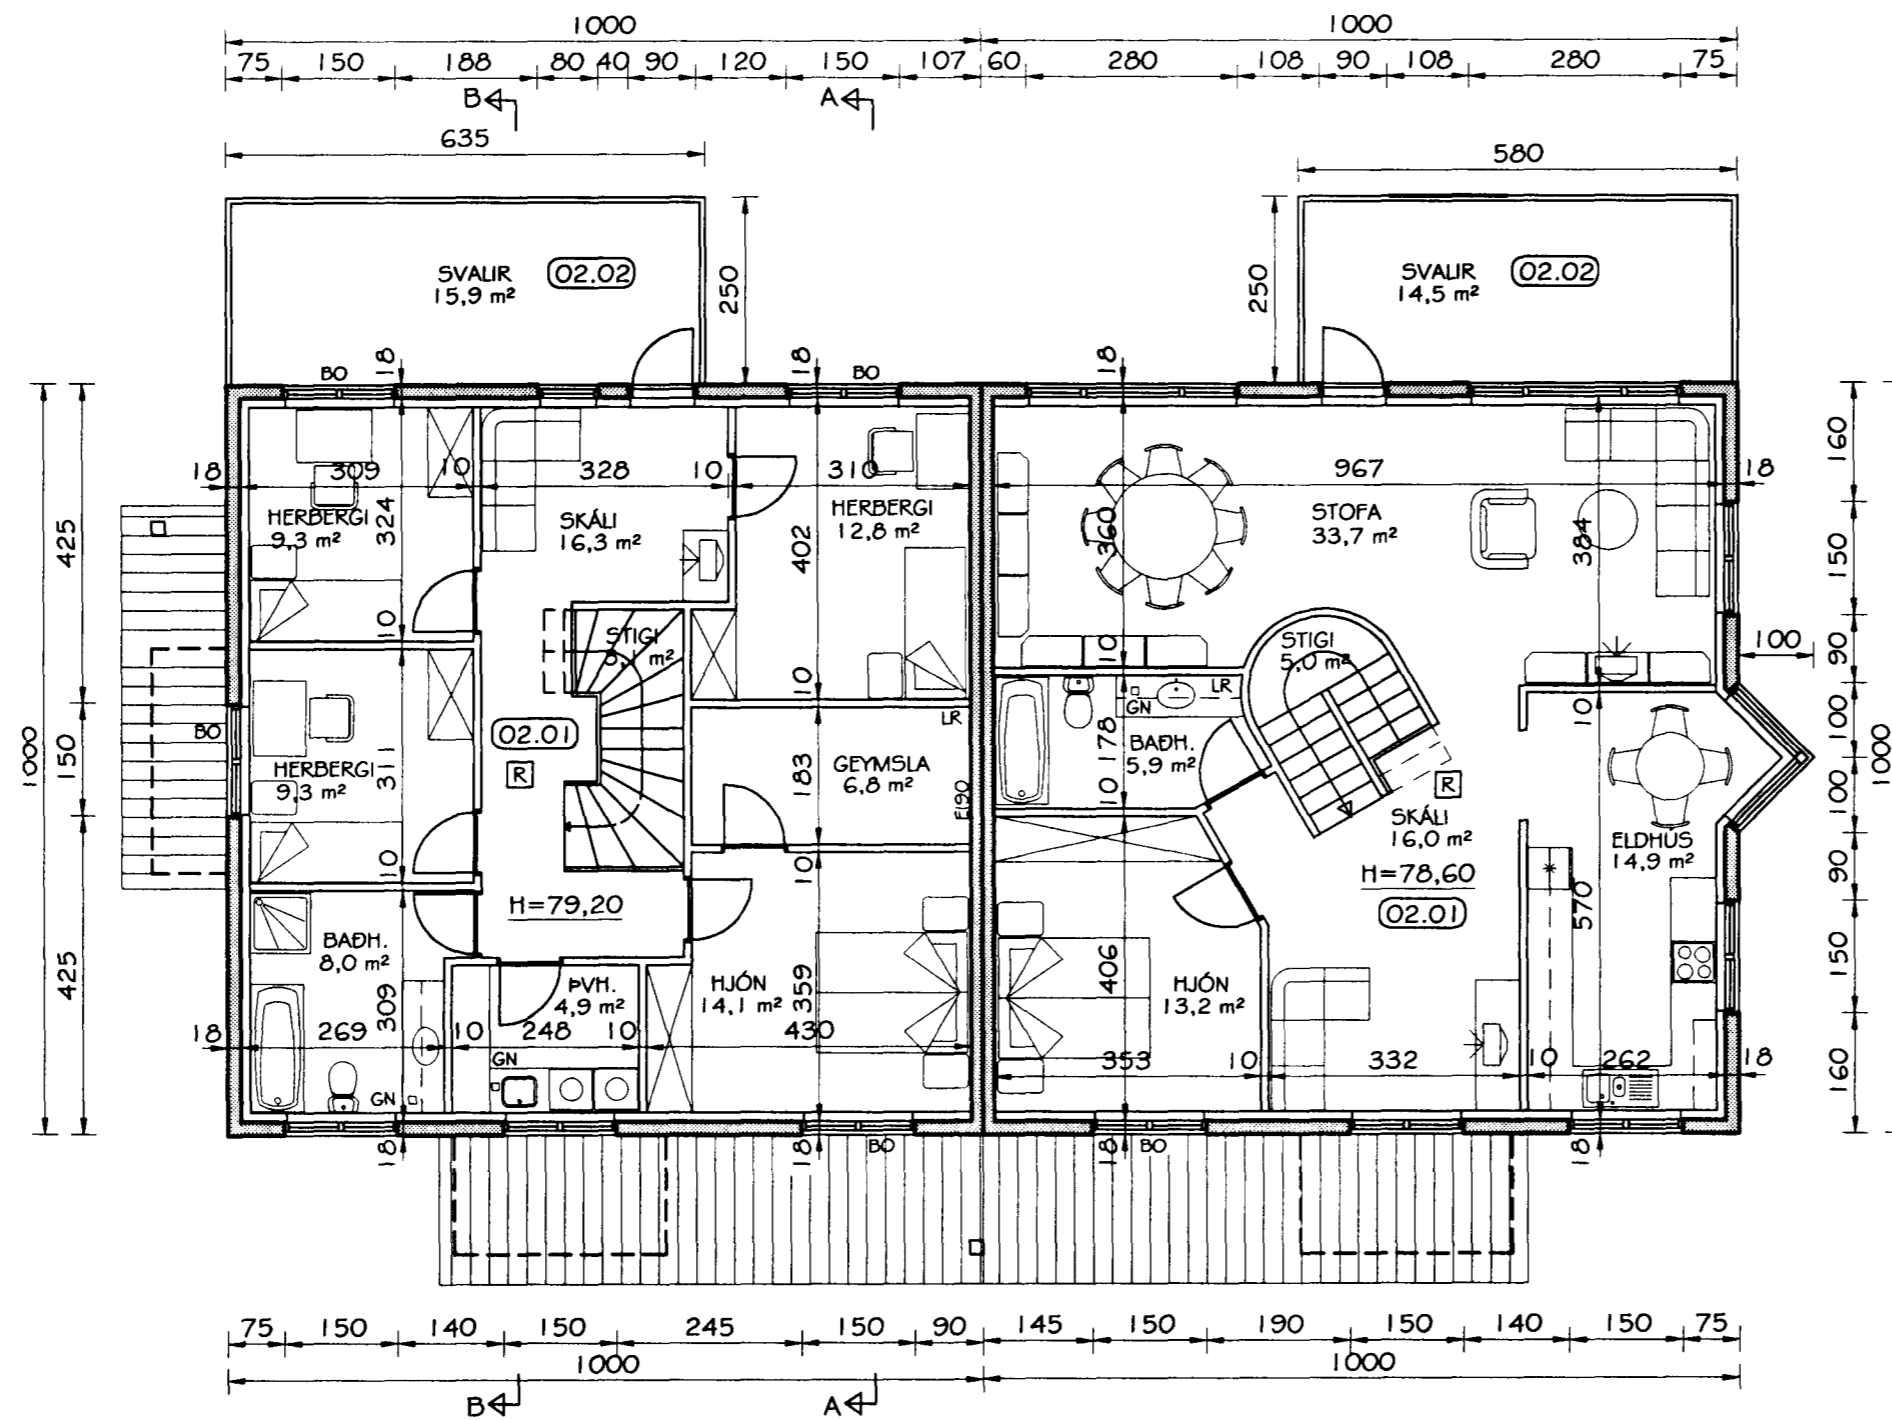 1000 1000
75 150 188 80 40 90 120 150 107 60 280 108 90 108 280 75
B A
635 580
SVALIR 02.02
15,9 m²
250
250
SVALIR 02.02
14,5 m²
BO 18 18 BO 18
18 309 10 328 10 310 967 18
HERBERGI
9,3 m²
324
SKÁLI
16,3 m²
HERBERGI
12,8 m²
402
360
STOFA
33,7 m²
384
10
STIGI
m²
10
10
STIGI
5,0 m²
100
BO
HERBERGI
9,3 m²
311
10
02.01
R
LR
GEYMSLA
6,8 m²
183
EI90
10
GN
LR
BAÐH.
5,9 m²
178
10
R
SKÁLI
16,0 m²
H=78,60
02.01
10
ELDHÚS
14,9 m²
570
H=79,20
BAÐH.
8,0 m²
309
ÞVH.
4,9 m²
HJÓN
14,1 m²
359
406
HJÓN
13,2 m²
18 269 10 248 10 430
353 10 332 10 262 18
GN
GN
18 18 BO 18 BO 18
425
150
425
1000
160
150
90
100
100
90
150
160
1000
75 150 140 150 245 150 90 145 150 190 150 140 150 75
1000 1000
B A